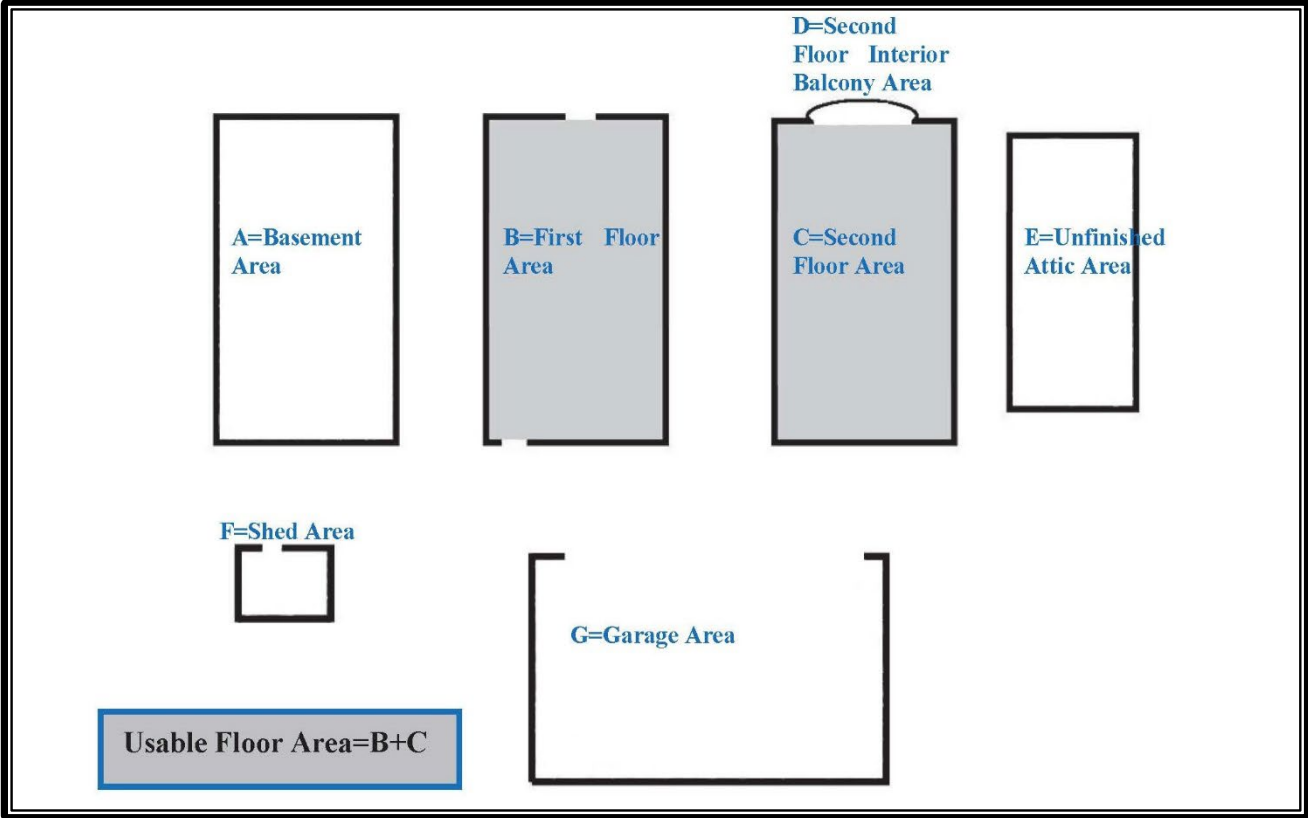 D=Second
Floor Interior
Balcony Area
A=Basement
Area
B=First Floor
Area
C=Second
Floor Area
E=Unfinished
Attic Area
F=Shed Area
G=Garage Area
Usable Floor Area=B+C